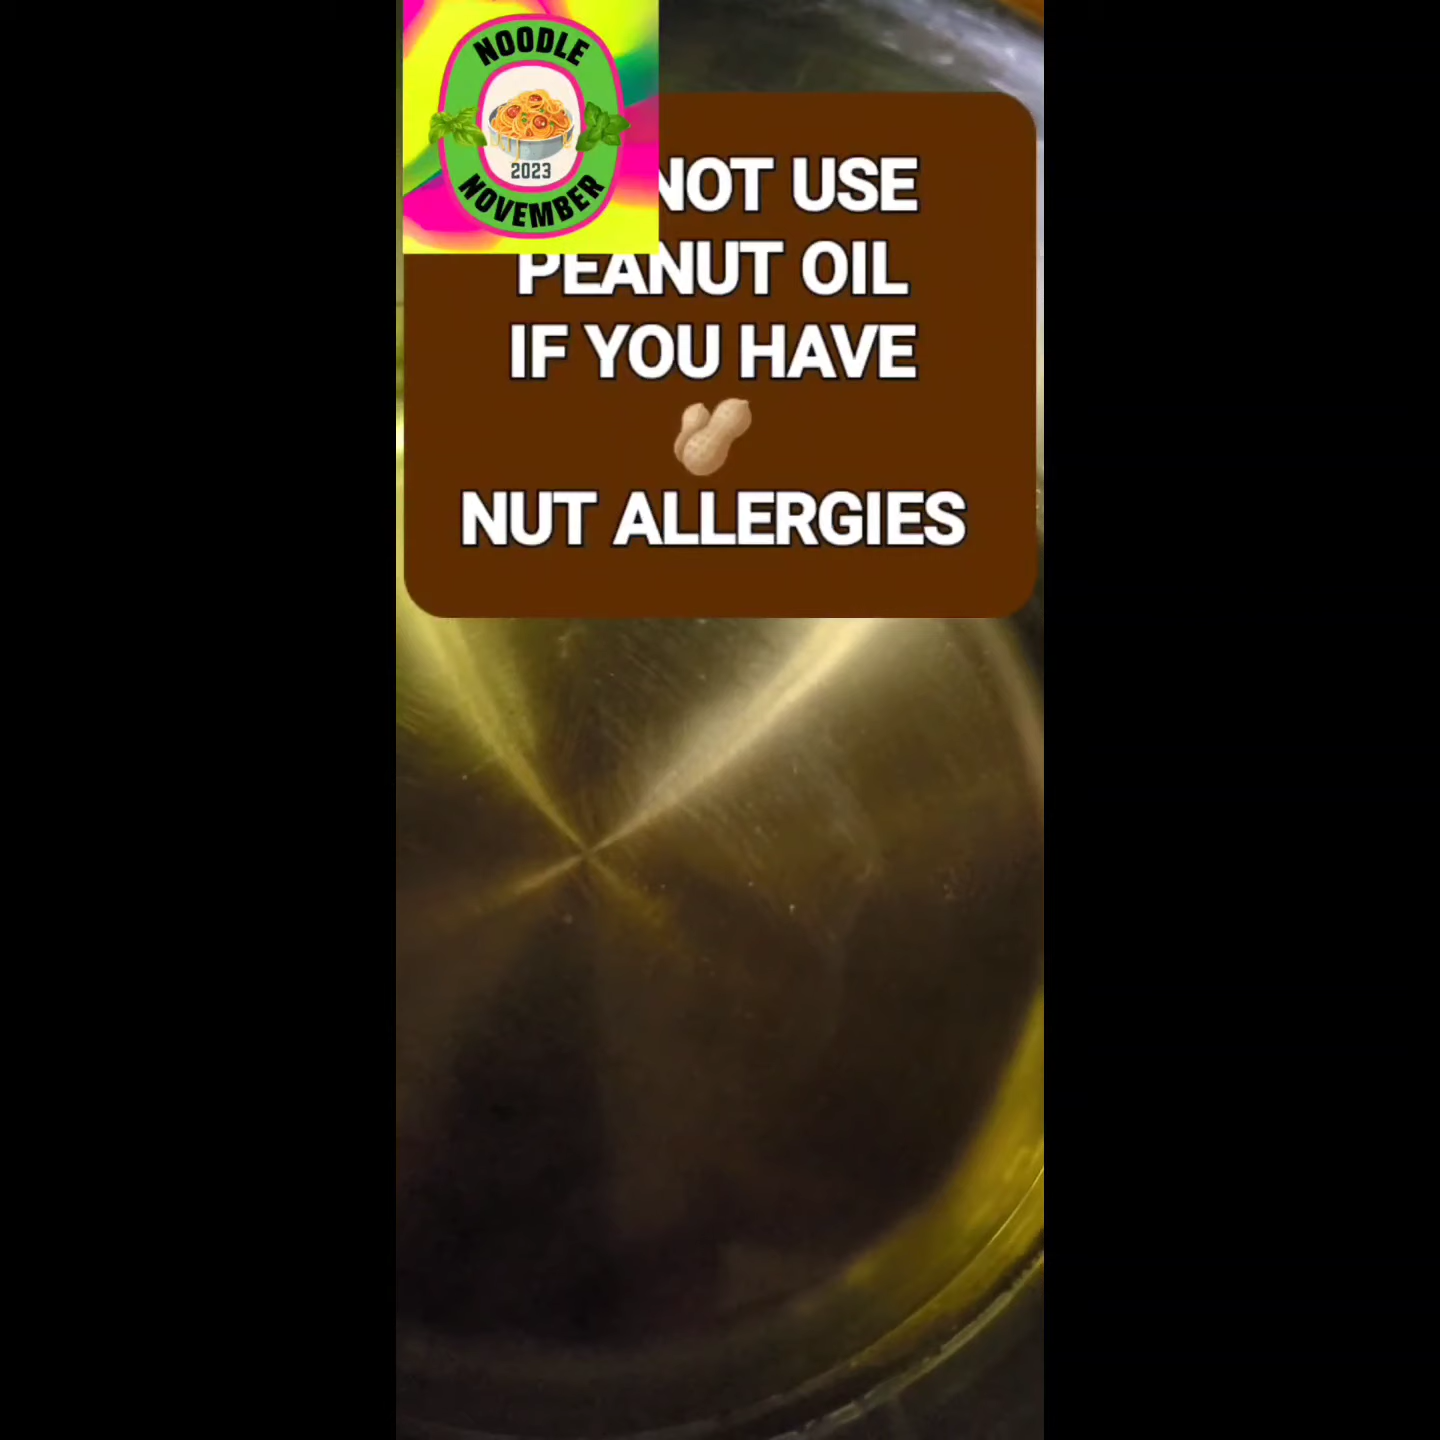 NOODLE
2023
NOVEMBER
NOT USE
PEANUT OIL
IF YOU HAVE
NUT ALLERGIES